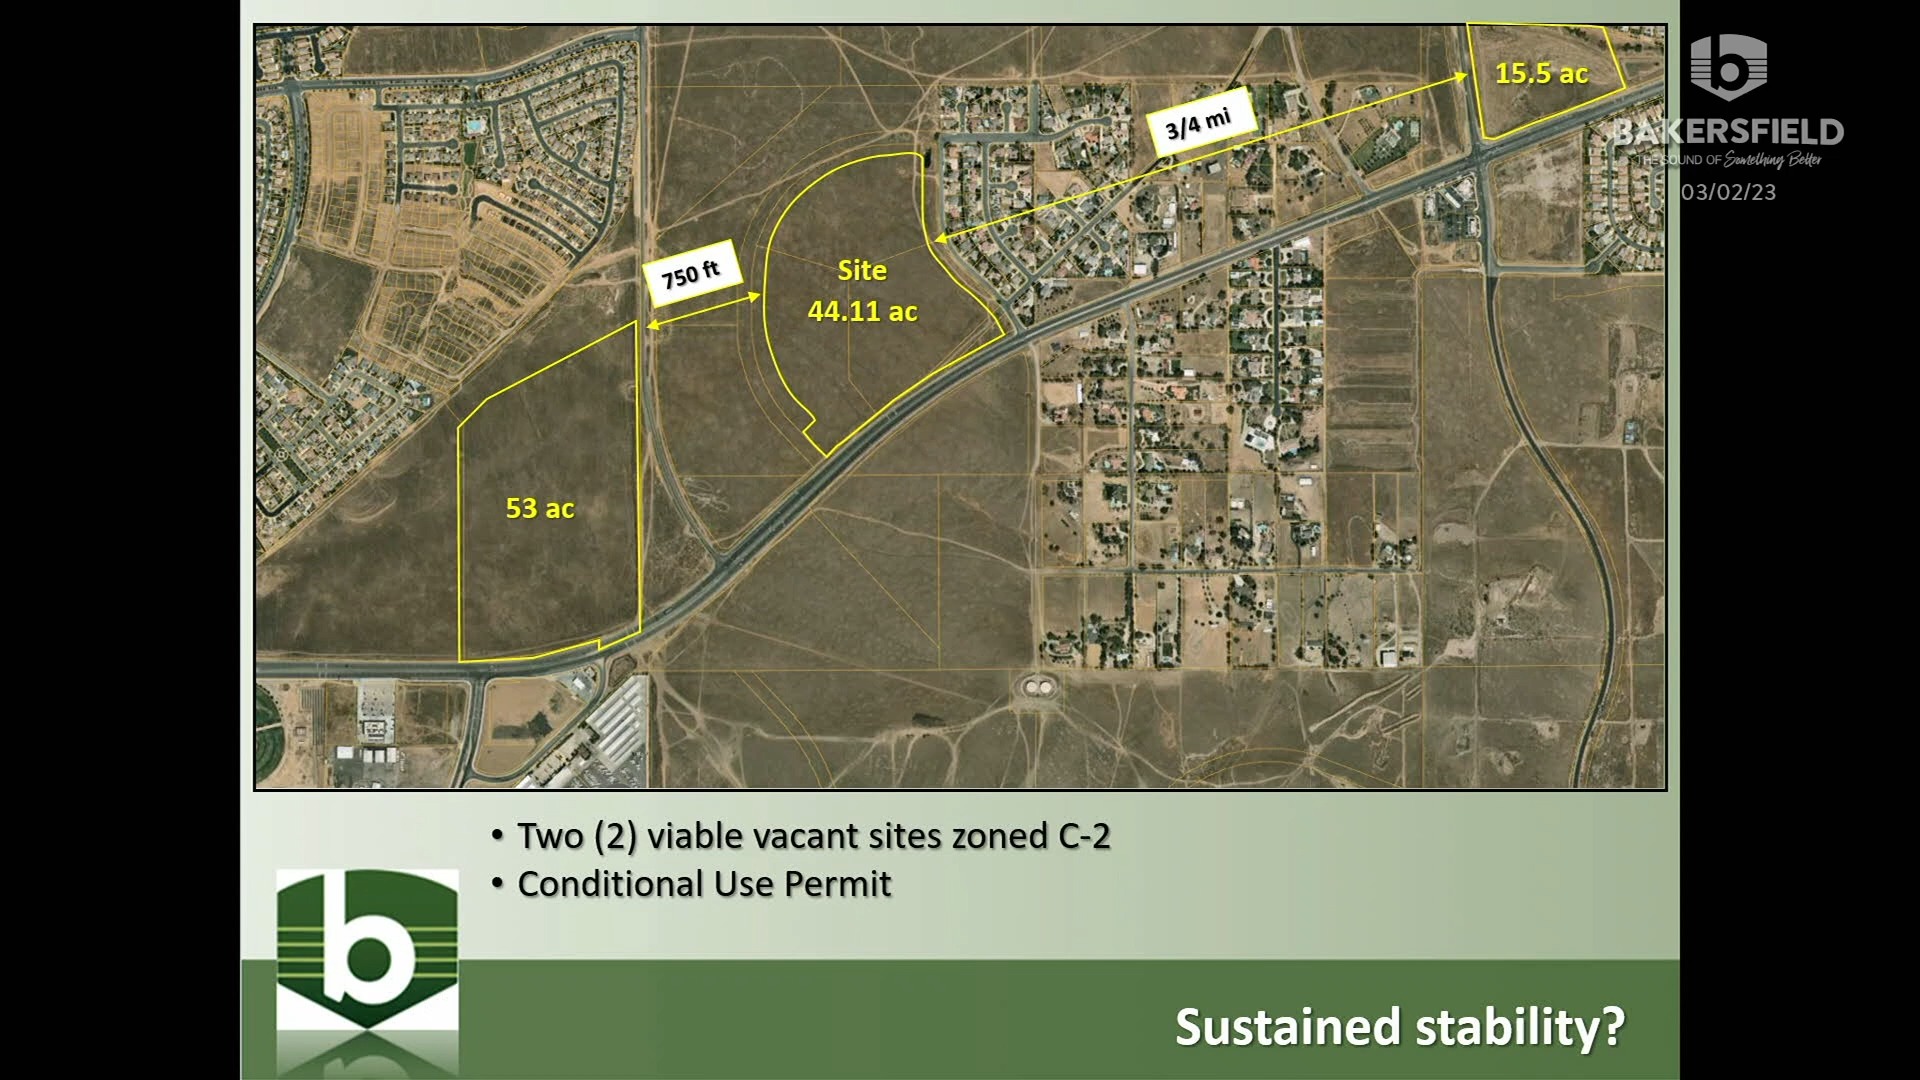 15.5 ac
3/4 mi
750 ft
Site
44.11 ac
53 ac
BAKERSFIELD
THE SOUND OF Something Better
03/02/23
• Two (2) viable vacant sites zoned C-2
• Conditional Use Permit
b
Sustained stability?